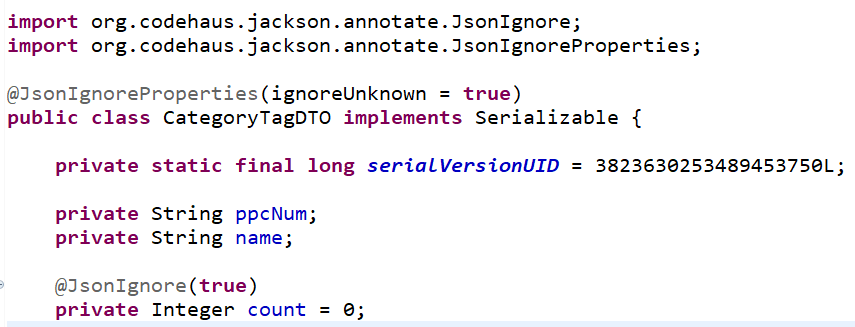 import org.codehaus.jackson.annotate.JsonIgnore;
import org.codehaus.jackson.annotate.JsonIgnoreProperties;
@JsonIgnoreProperties(ignoreUnknown = true)
public class CategoryTagDTO implements Serializable {
private static final long serialVersionUID = 3823630253489453750L;
private String ppcNum;
private String name;
@JsonIgnore(true)
private Integer count = 0;